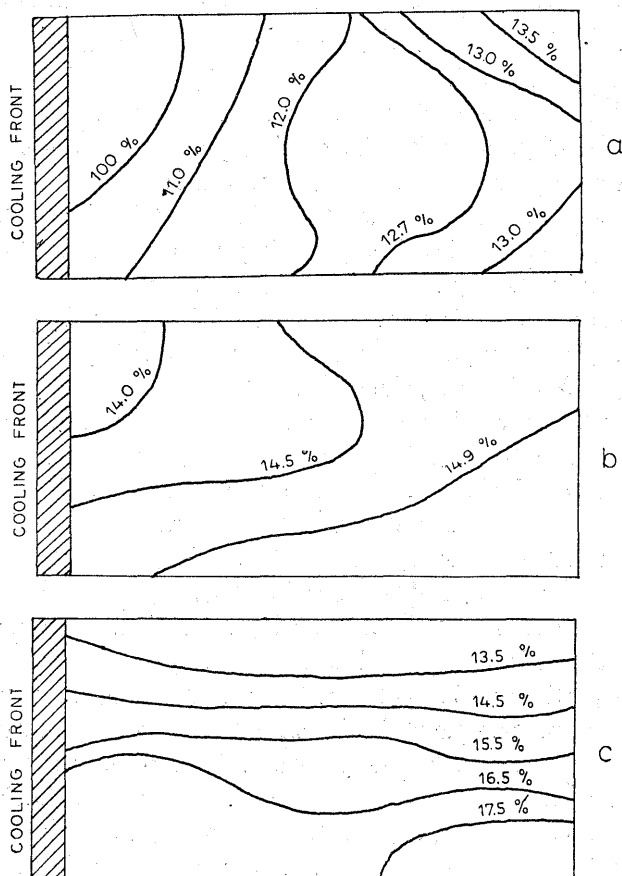 COOLING FRONT
100 %
11.0 %
12.0 %
12.7 %
13.0 %
13.5 %
13.0 %
a
COOLING FRONT
14.0 %
14.5 %
14.9 %
b
COOLING FRONT
13.5 %
14.5 %
15.5 %
16.5 %
17.5 %
c